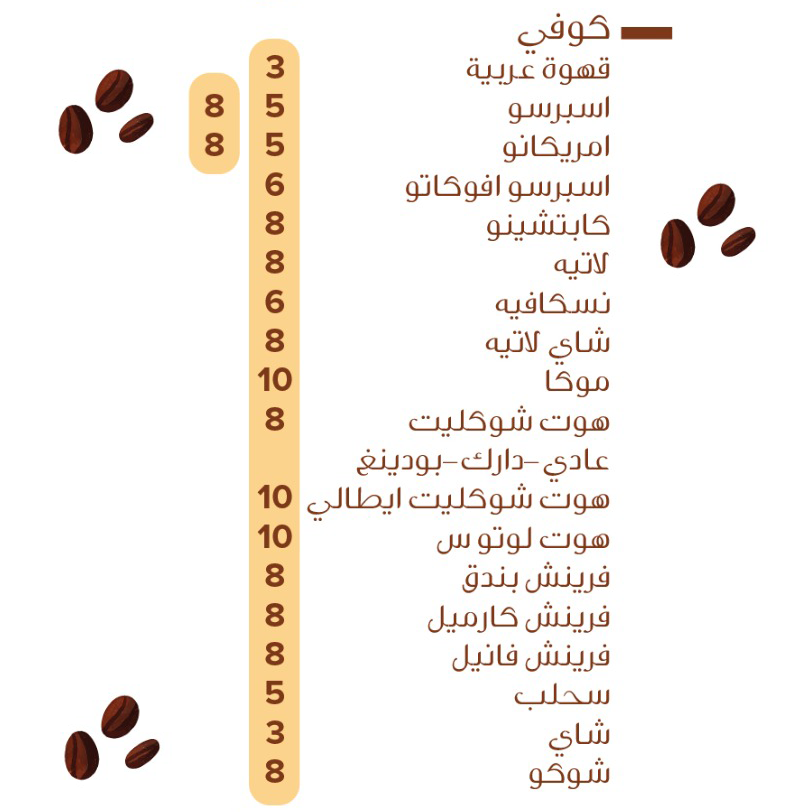 كوفي
قهوة عربية 3
اسبرسو 5 8
امريكانو 5 8
اسبرسو افوكاتو 6
كابتشينو 8
لاتيه 8
نسكافيه 6
شاي لاتيه 8
موكا 10
هوت شوكليت 8
عادي-دارك-بودينغ
هوت شوكليت ايطالي 10
هوت لوتو س 10
فرينش بندق 8
فرينش كارميل 8
فرينش فانيل 8
سحلب 5
شاي 3
شوكو 8